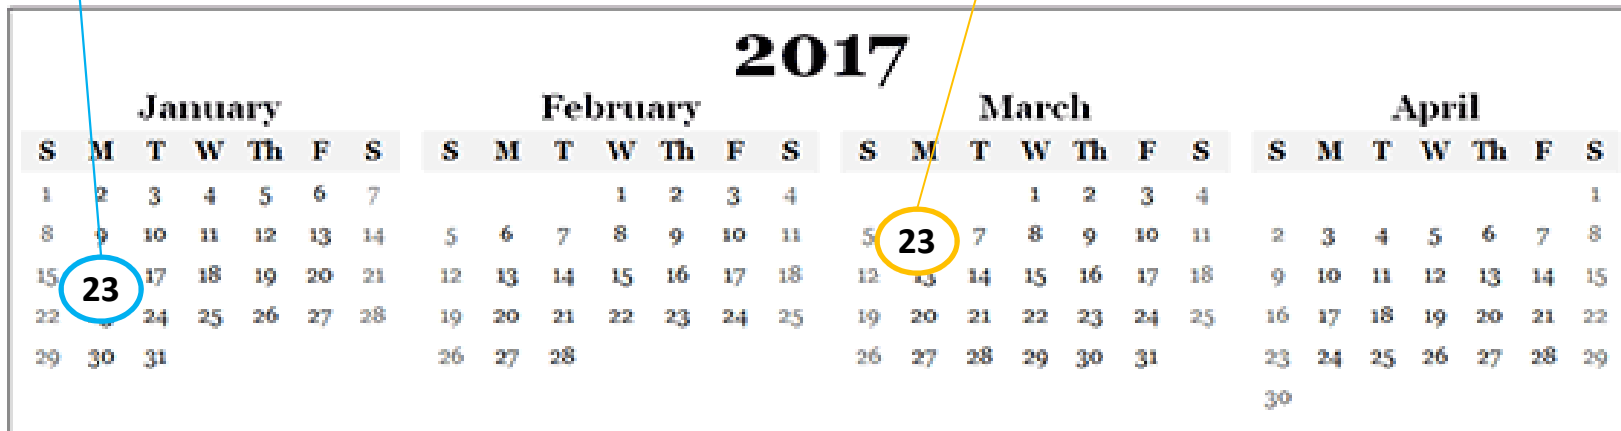 2017
January February March April
S M T W Th F S S M T W Th F S S M T W Th F S S M T W Th F S
1 2 3 4 5 6 7 1 2 3 4 1 2 3 4 1
8 9 10 11 12 13 14 5 6 7 8 9 10 11 5 23 7 8 9 10 11 2 3 4 5 6 7 8
15 23 17 18 19 20 21 12 13 14 15 16 17 18 12 13 14 15 16 17 18 9 10 11 12 13 14 15
22 24 25 26 27 28 19 20 21 22 23 24 25 19 20 21 22 23 24 25 16 17 18 19 20 21 22
29 30 31 26 27 28 26 27 28 29 30 31 23 24 25 26 27 28 29
30